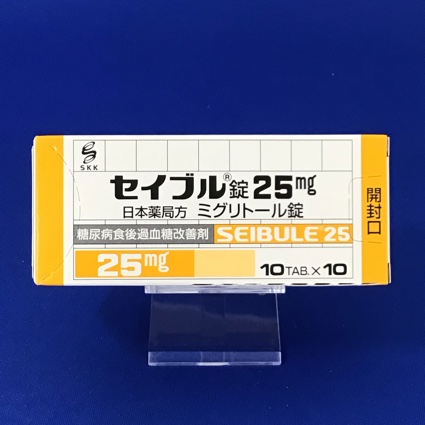 SKK
セイブル®錠25mg
日本薬局方 ミグリトール錠
糖尿病食後過血糖改善剤 SEIBULE® 25
25mg
10TAB.×10
開封口